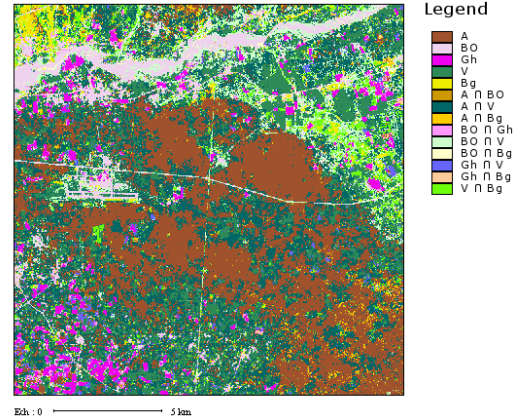 Legend
A
BO
Gh
V
Bg
A ∩ BO
A ∩ V
A ∩ Bg
BO ∩ Gh
BO ∩ V
BO ∩ Bg
Gh ∩ V
Gh ∩ Bg
V ∩ Bg
Ech : 0 5 km